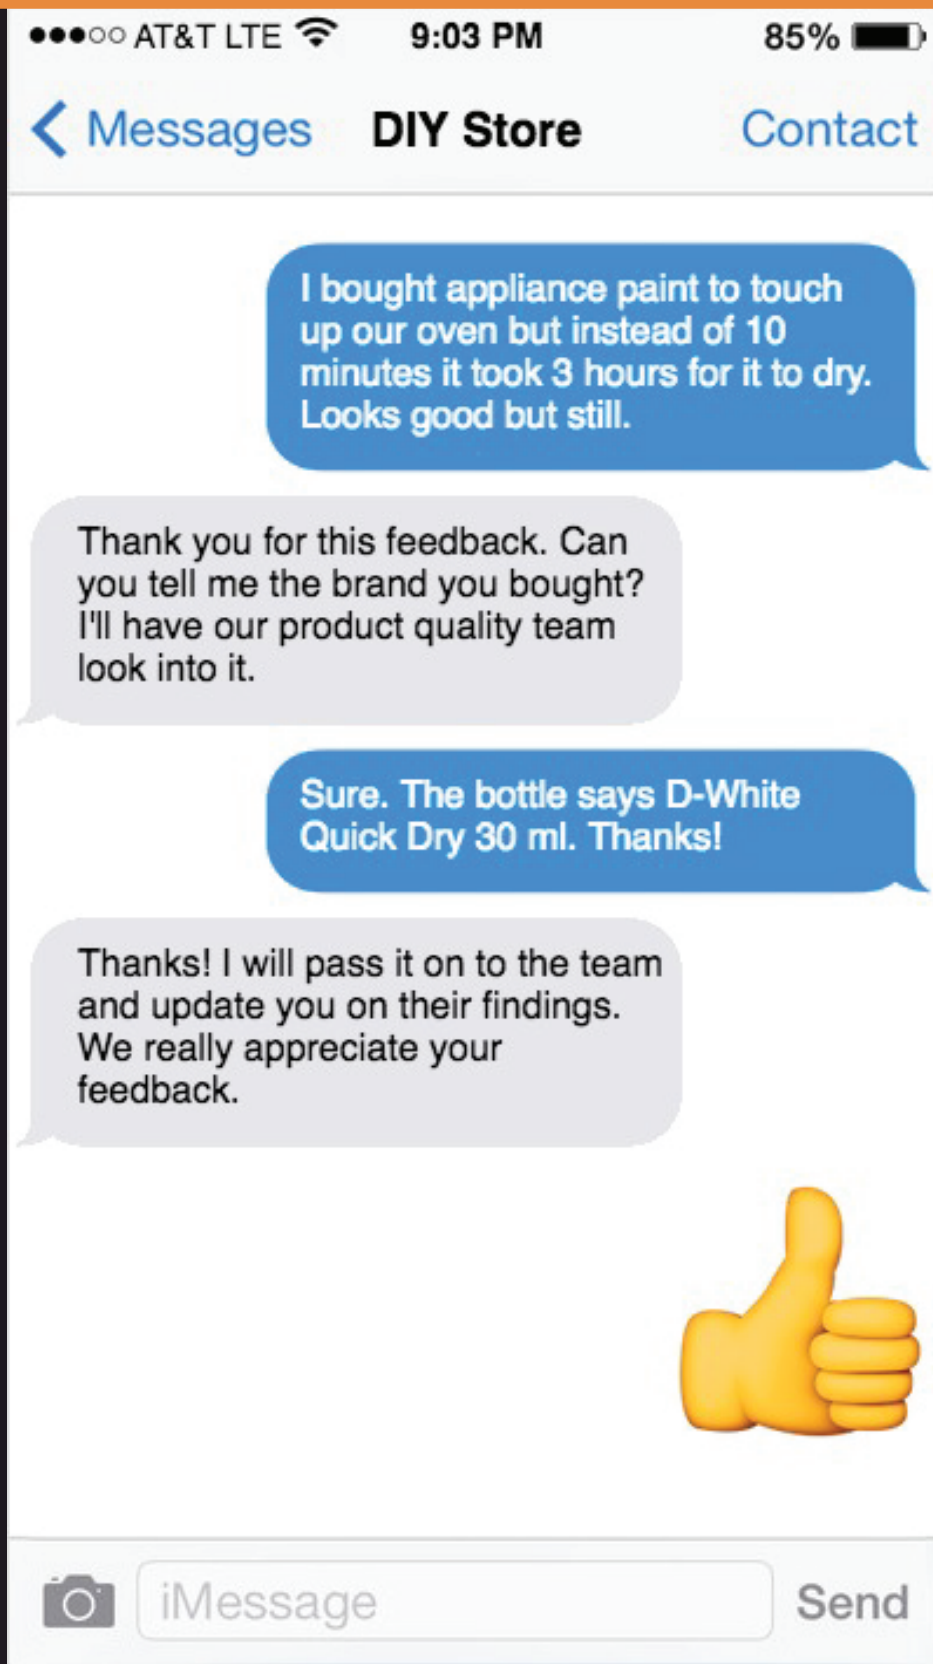 AT&T LTE 9:03 PM 85%
Messages DIY Store Contact
I bought appliance paint to touch
up our oven but instead of 10
minutes it took 3 hours for it to dry.
Looks good but still.
Thank you for this feedback. Can
you tell me the brand you bought?
I'll have our product quality team
look into it.
Sure. The bottle says D-White
Quick Dry 30 ml. Thanks!
Thanks! I will pass it on to the team
and update you on their findings.
We really appreciate your
feedback.
iMessage Send